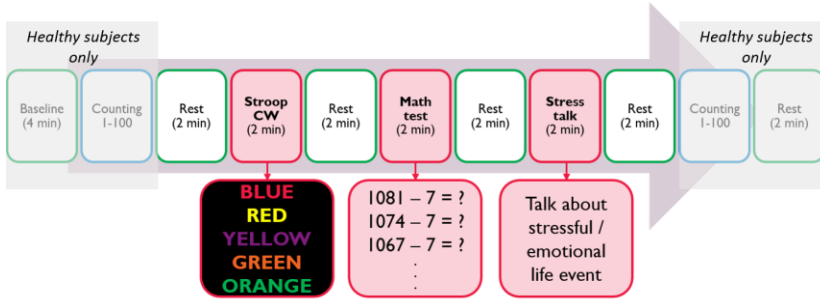 Healthy subjects
only
Healthy subjects
only
Baseline
(4 min)
Counting
1-100
Rest
(2 min)
Stroop
CW
(2 min)
Rest
(2 min)
Math
test
(2 min)
Rest
(2 min)
Stress
talk
(2 min)
Rest
(2 min)
Counting
1-100
Rest
(2 min)
BLUE
RED
YELLOW
GREEN
ORANGE
1081 – 7 = ?
1074 – 7 = ?
1067 – 7 = ?
.
.
.
Talk about
stressful /
emotional
life event